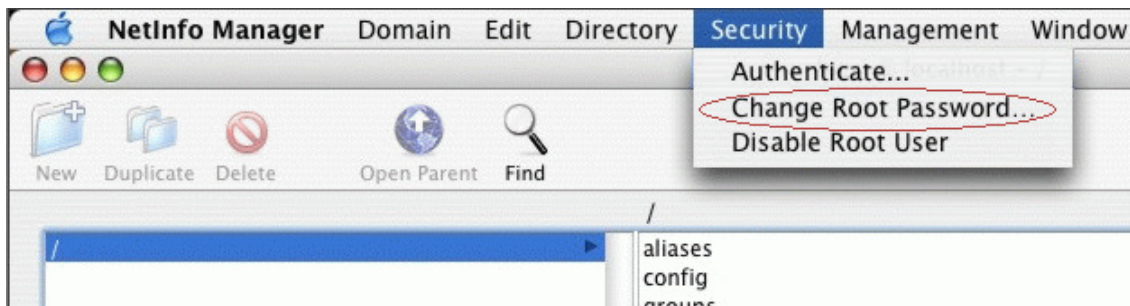 NetInfo Manager Domain Edit Directory Security Management Window
Authenticate...
Change Root Password...
Disable Root User
New Duplicate Delete Open Parent Find
/
/
aliases
config
groups